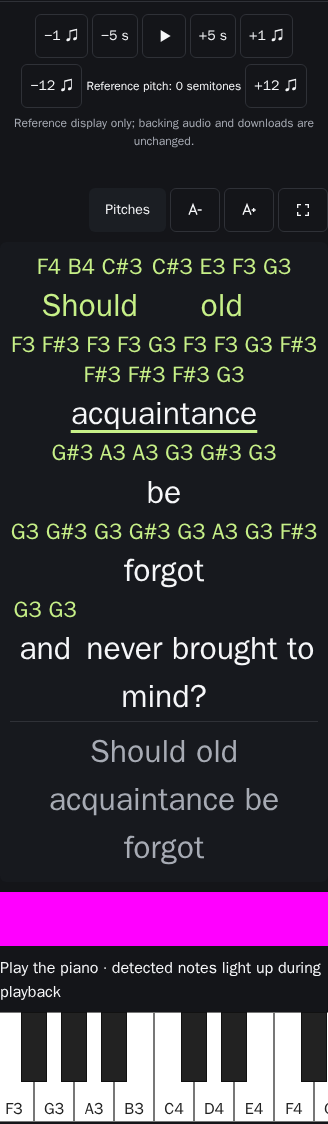 −1 ♫ −5 s ▶ +5 s +1 ♫
−12 ♫ Reference pitch: 0 semitones +12 ♫
Reference display only; backing audio and downloads are
unchanged.
Pitches A- A+
F4 B4 C#3 C#3 E3 F3 G3
Should old
F3 F#3 F3 F3 G3 F3 F3 G3 F#3
F#3 F#3 F#3 G3
acquaintance
G#3 A3 A3 G3 G#3 G3
be
G3 G#3 G3 G#3 G3 A3 G3 F#3
forgot
G3 G3
and never brought to
mind?
Should old
acquaintance be
forgot
Play the piano · detected notes light up during
playback
F3 G3 A3 B3 C4 D4 E4 F4